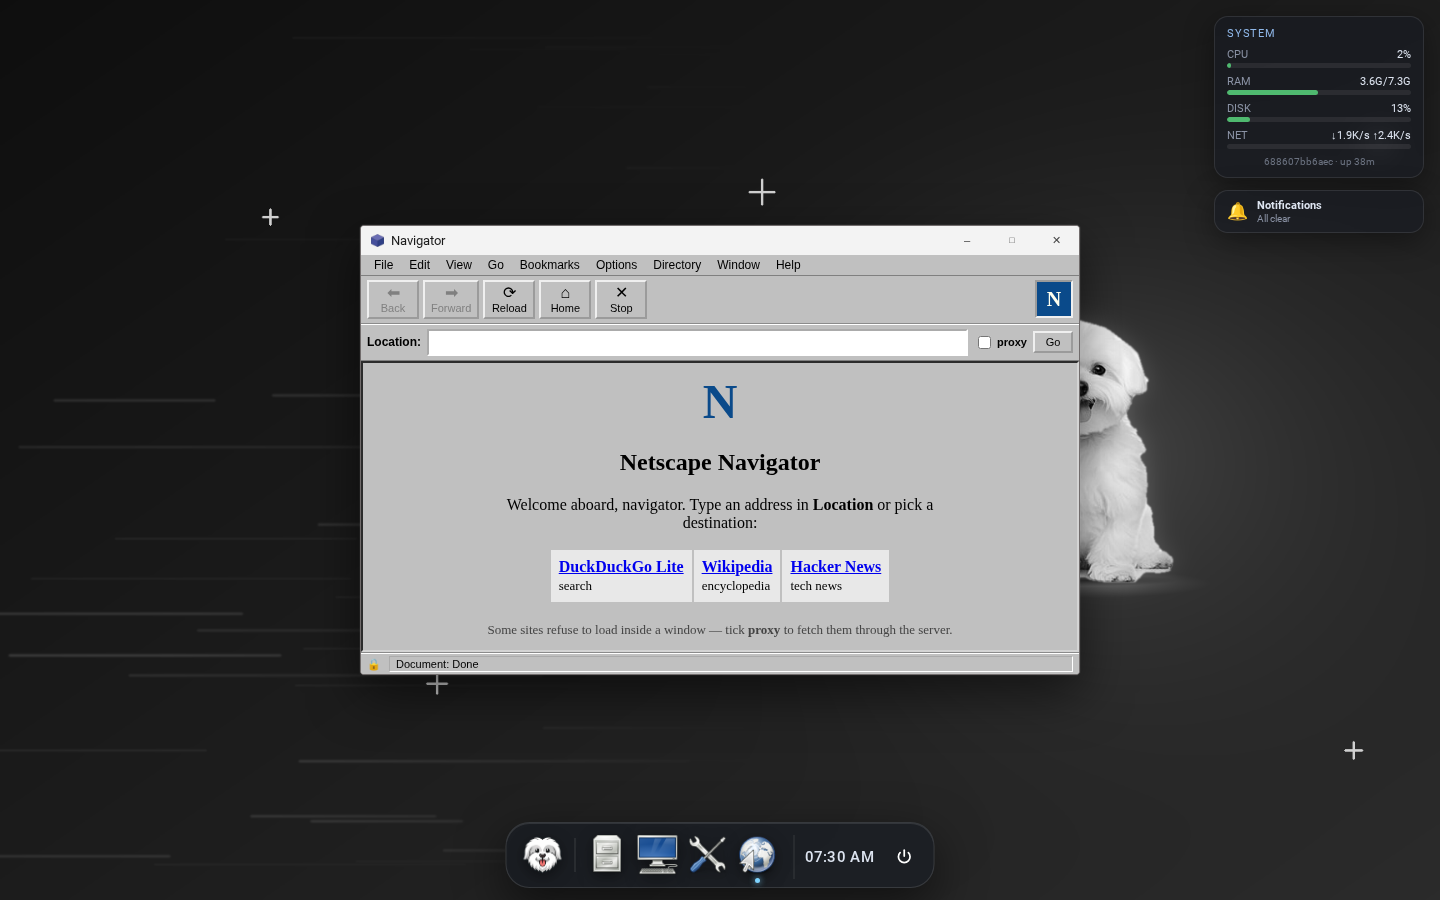 SYSTEM
CPU 2%
RAM 3.6G/7.3G
DISK 13%
NET ↓1.9K/s ↑2.4K/s
688607bb6aec · up 38m
Notifications
All clear
Navigator
File Edit View Go Bookmarks Options Directory Window Help
Back Forward Reload Home Stop
N
Location: proxy Go
N
Netscape Navigator
Welcome aboard, navigator. Type an address in Location or pick a
destination:
DuckDuckGo Lite Wikipedia Hacker News
search encyclopedia tech news
Some sites refuse to load inside a window — tick proxy to fetch them through the server.
Document: Done
07:30 AM